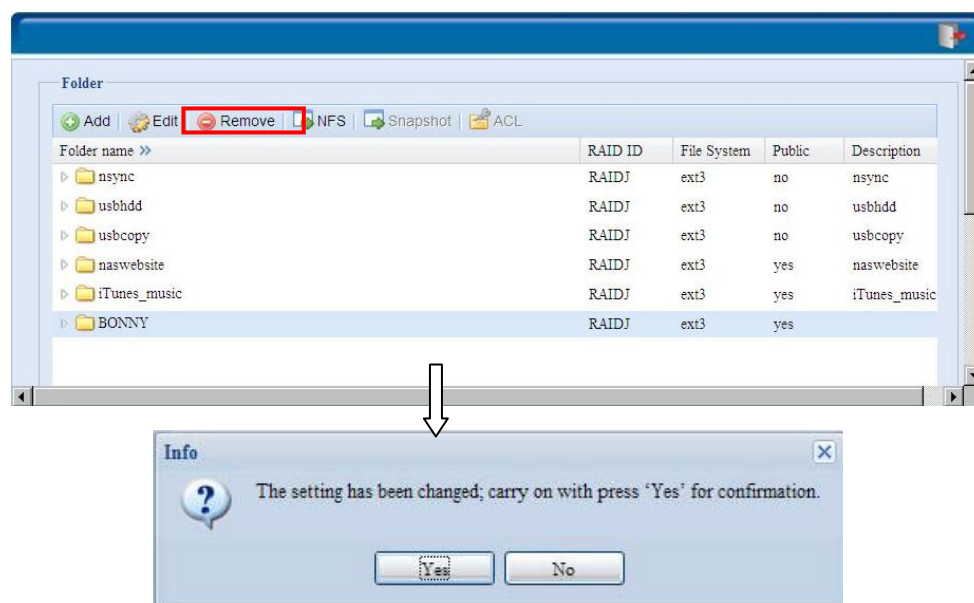 Folder
Add Edit Remove NFS Snapshot ACL
Folder name >> RAID ID File System Public Description
nsync RAIDJ ext3 no nsync
usbhdd RAIDJ ext3 no usbhdd
usbcopy RAIDJ ext3 no usbcopy
naswebsite RAIDJ ext3 yes naswebsite
iTunes_music RAIDJ ext3 yes iTunes_music
BONNY RAIDJ ext3 yes
Info
The setting has been changed; carry on with press ‘Yes’ for confirmation.
Yes No